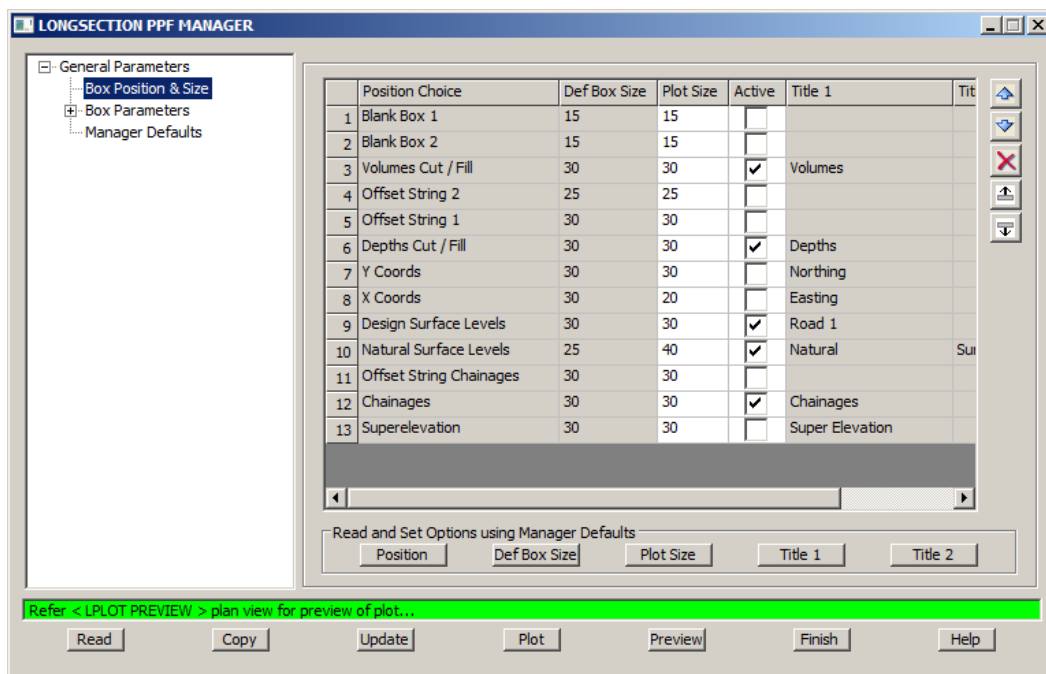 LONGSECTION PPF MANAGER
General Parameters
Box Position & Size
Box Parameters
Manager Defaults
Position Choice Def Box Size Plot Size Active Title 1 Tit
1 Blank Box 1 15 15
2 Blank Box 2 15 15
3 Volumes Cut / Fill 30 30 Volumes
4 Offset String 2 25 25
5 Offset String 1 30 30
6 Depths Cut / Fill 30 30 Depths
7 Y Coords 30 30 Northing
8 X Coords 30 20 Easting
9 Design Surface Levels 30 30 Road 1
10 Natural Surface Levels 25 40 Natural Sur
11 Offset String Chainages 30 30
12 Chainages 30 30 Chainages
13 Superelevation 30 30 Super Elevation
Read and Set Options using Manager Defaults
Position Def Box Size Plot Size Title 1 Title 2
Refer < LPLOT PREVIEW > plan view for preview of plot...
Read Copy Update Plot Preview Finish Help